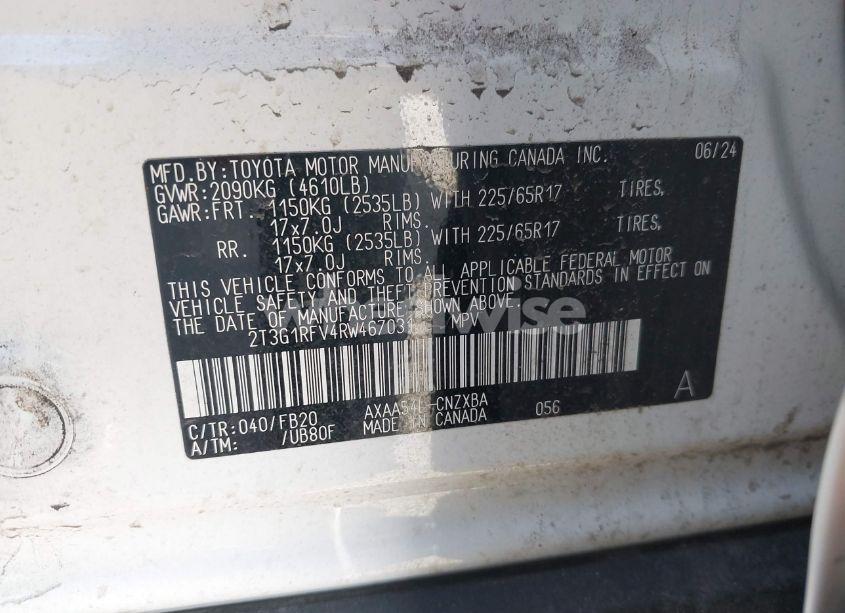 MFD.BY:TOYOTA MOTOR MANUFACTURING CANADA INC. 06/24
GVWR:2090KG (4610LB)
GAWR:FRT. 1150KG (2535LB) WITH 225/65R17 TIRES,
17x7.0J RIMS.
RR. 1150KG (2535LB) WITH 225/65R17 TIRES,
17x7.0J RIMS.
THIS VEHICLE CONFORMS TO ALL APPLICABLE FEDERAL MOTOR
VEHICLE SAFETY AND THEFT PREVENTION STANDARDS IN EFFECT ON
THE DATE OF MANUFACTURE SHOWN ABOVE.
2T3G1RFV4RW467031 MPV
C/TR:040/FB20 AXAA54L-CNZXBA 056 A
A/TM: /UB80F MADE IN CANADA